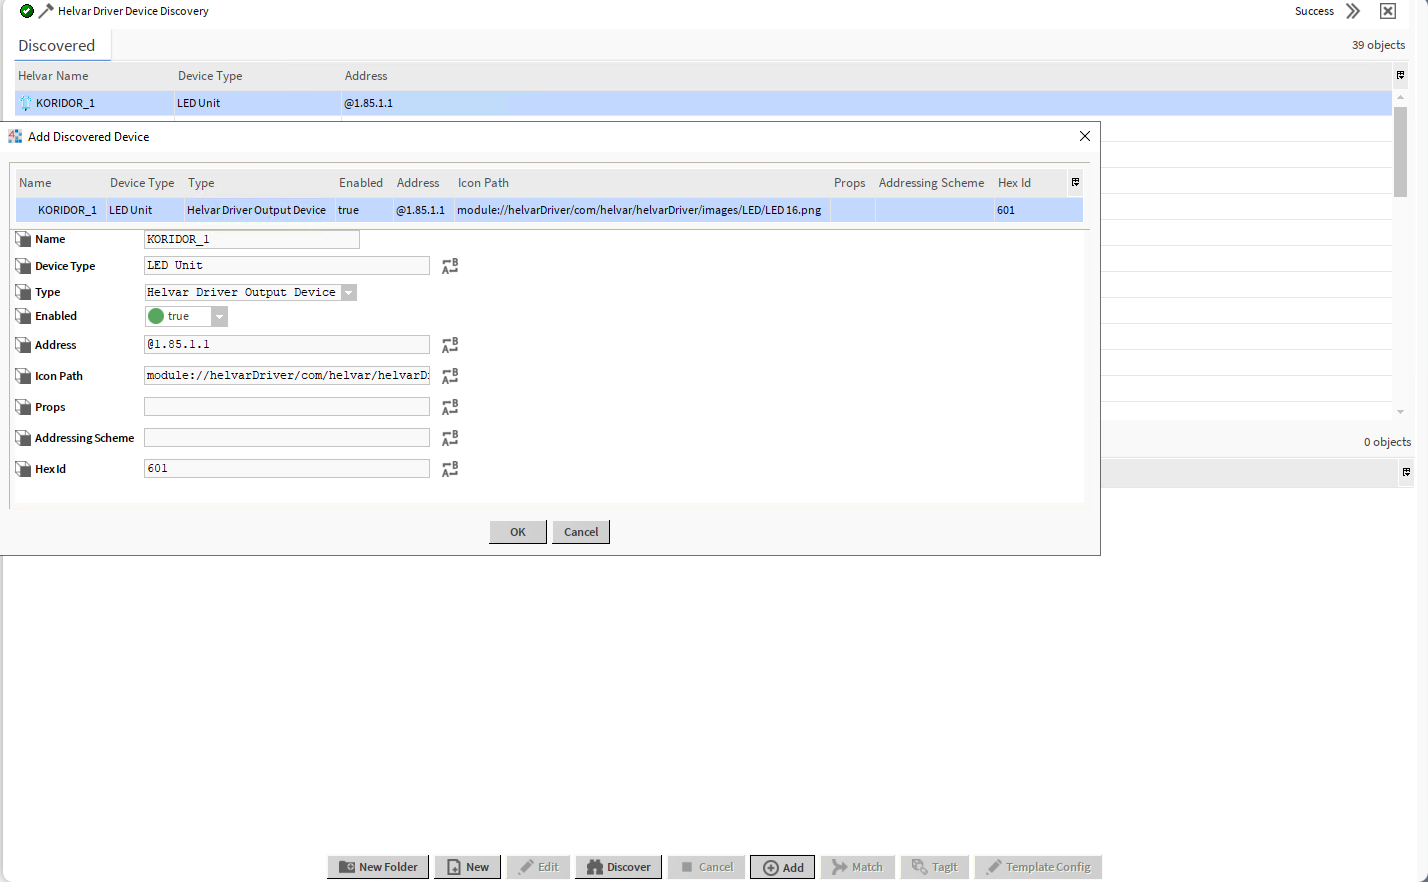 Helvar Driver Device Discovery Success
Discovered 39 objects
Helvar Name Device Type Address
KORIDOR_1 LED Unit @1.85.1.1
Add Discovered Device
Name Device Type Type Enabled Address Icon Path Props Addressing Scheme Hex Id
KORIDOR_1 LED Unit Helvar Driver Output Device true @1.85.1.1 module://helvarDriver/com/helvar/helvarDriver/images/LED/LED16.png 601
Name KORIDOR_1
Device Type LED Unit
Type Helvar Driver Output Device
Enabled true
Address @1.85.1.1
Icon Path module://helvarDriver/com/helvar/helvarD
Props
Addressing Scheme
0 objects
Hex Id 601
OK Cancel
New Folder New Edit Discover Cancel Add Match TagIt Template Config